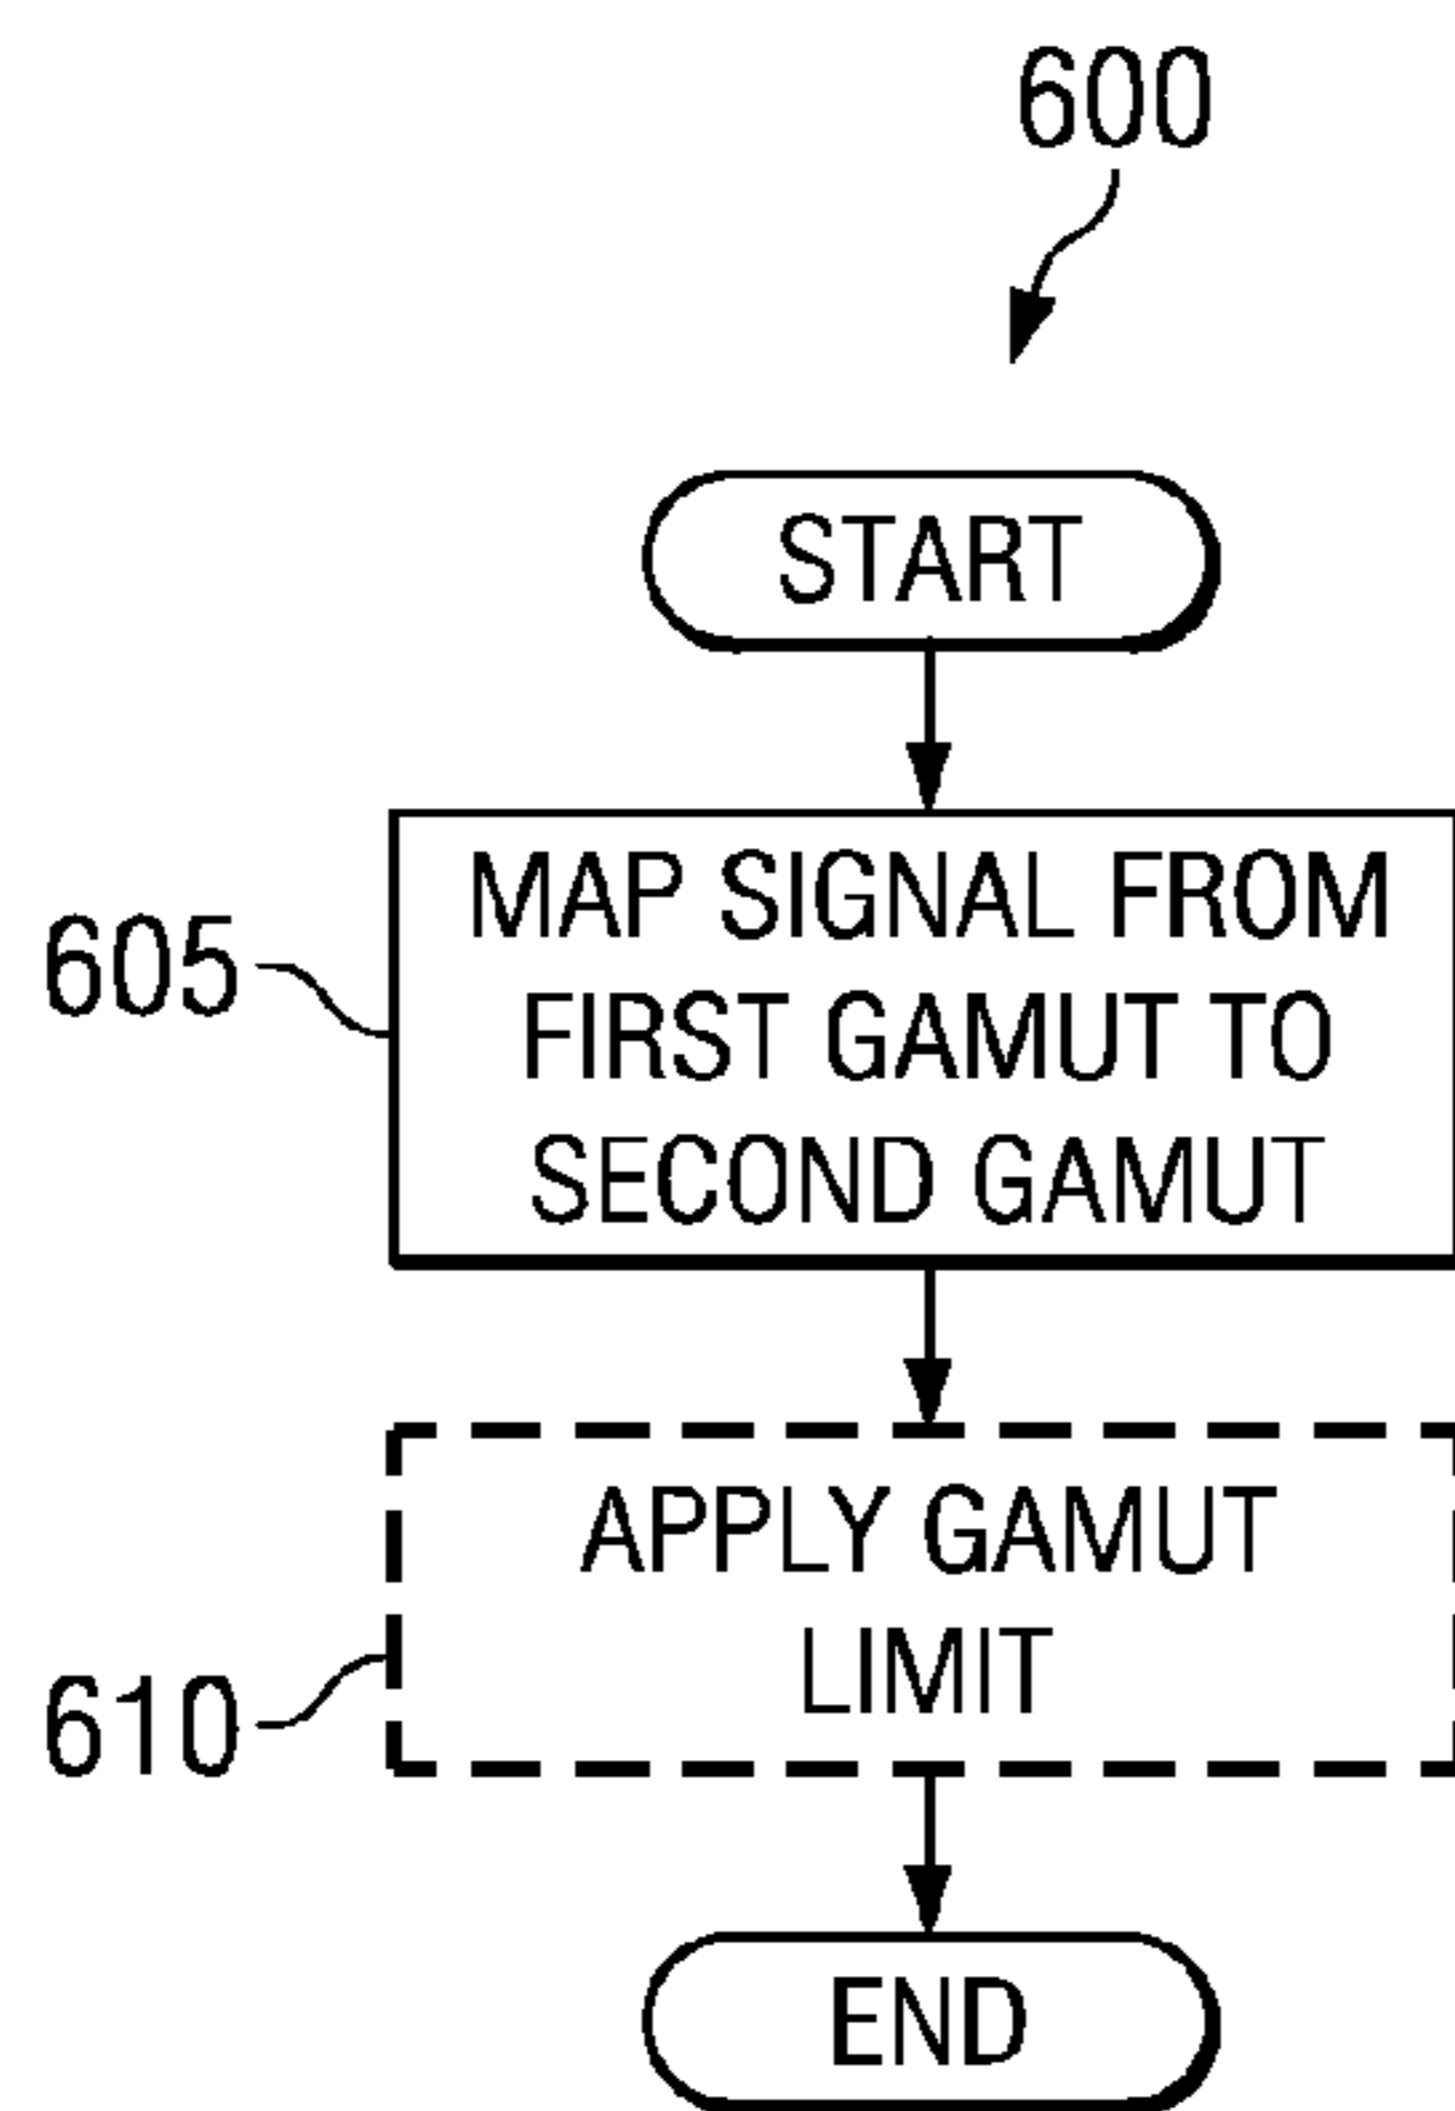 600
START
605
MAP SIGNAL FROM
FIRST GAMUT TO
SECOND GAMUT
610
APPLY GAMUT
LIMIT
END